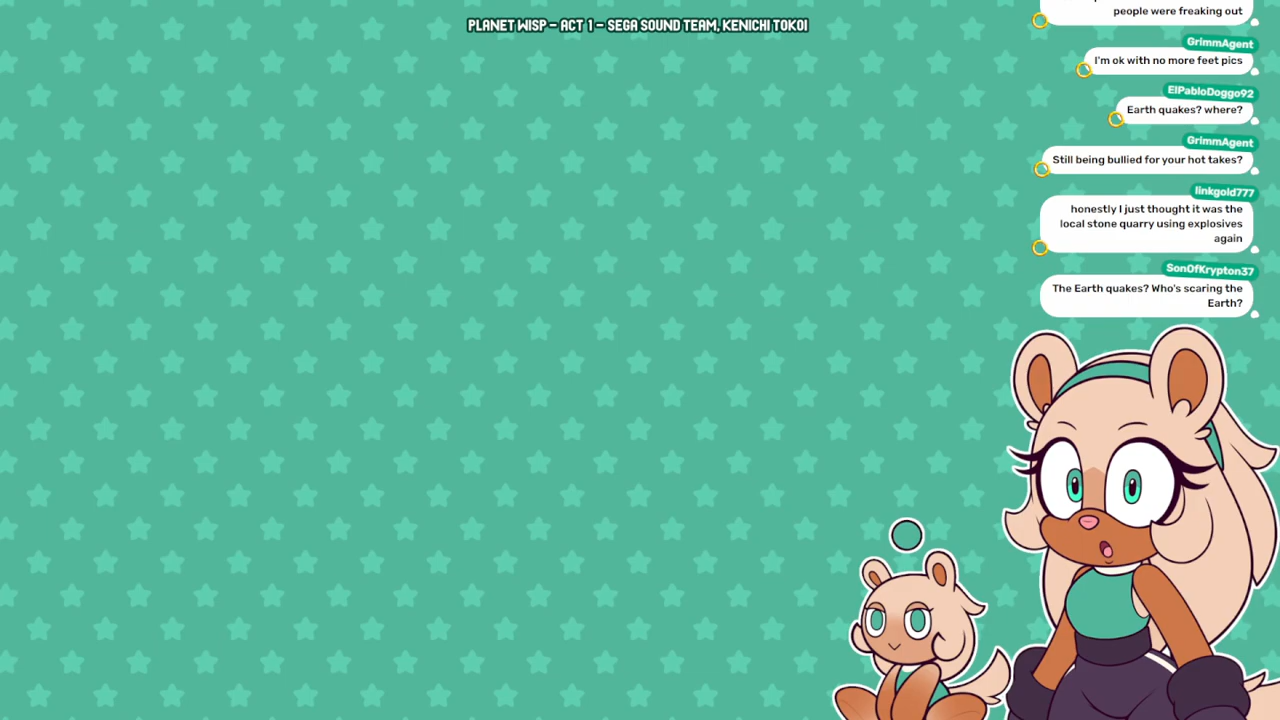 PLANET WISP - ACT 1 - SEGA SOUND TEAM, KENICHI TOKOI
people were freaking out
GrimmAgent
I'm ok with no more feet pics
ElPabloDoggo92
Earth quakes? where?
GrimmAgent
Still being bullied for your hot takes?
linkgold777
honestly I just thought it was the
local stone quarry using explosives
again
SonOfKrypton37
The Earth quakes? Who's scaring the
Earth?